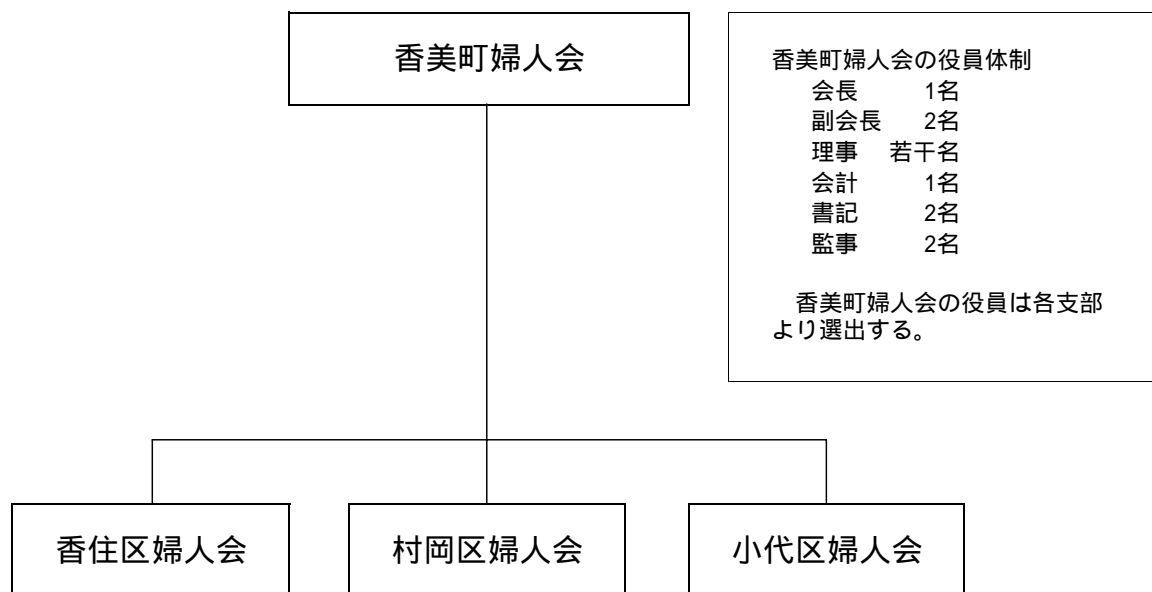 香美町婦人会
香美町婦人会の役員体制
会長 1名
副会長 2名
理事 若干名
会計 1名
書記 2名
監事 2名
香美町婦人会の役員は各支部
より選出する。
香住区婦人会
村岡区婦人会
小代区婦人会